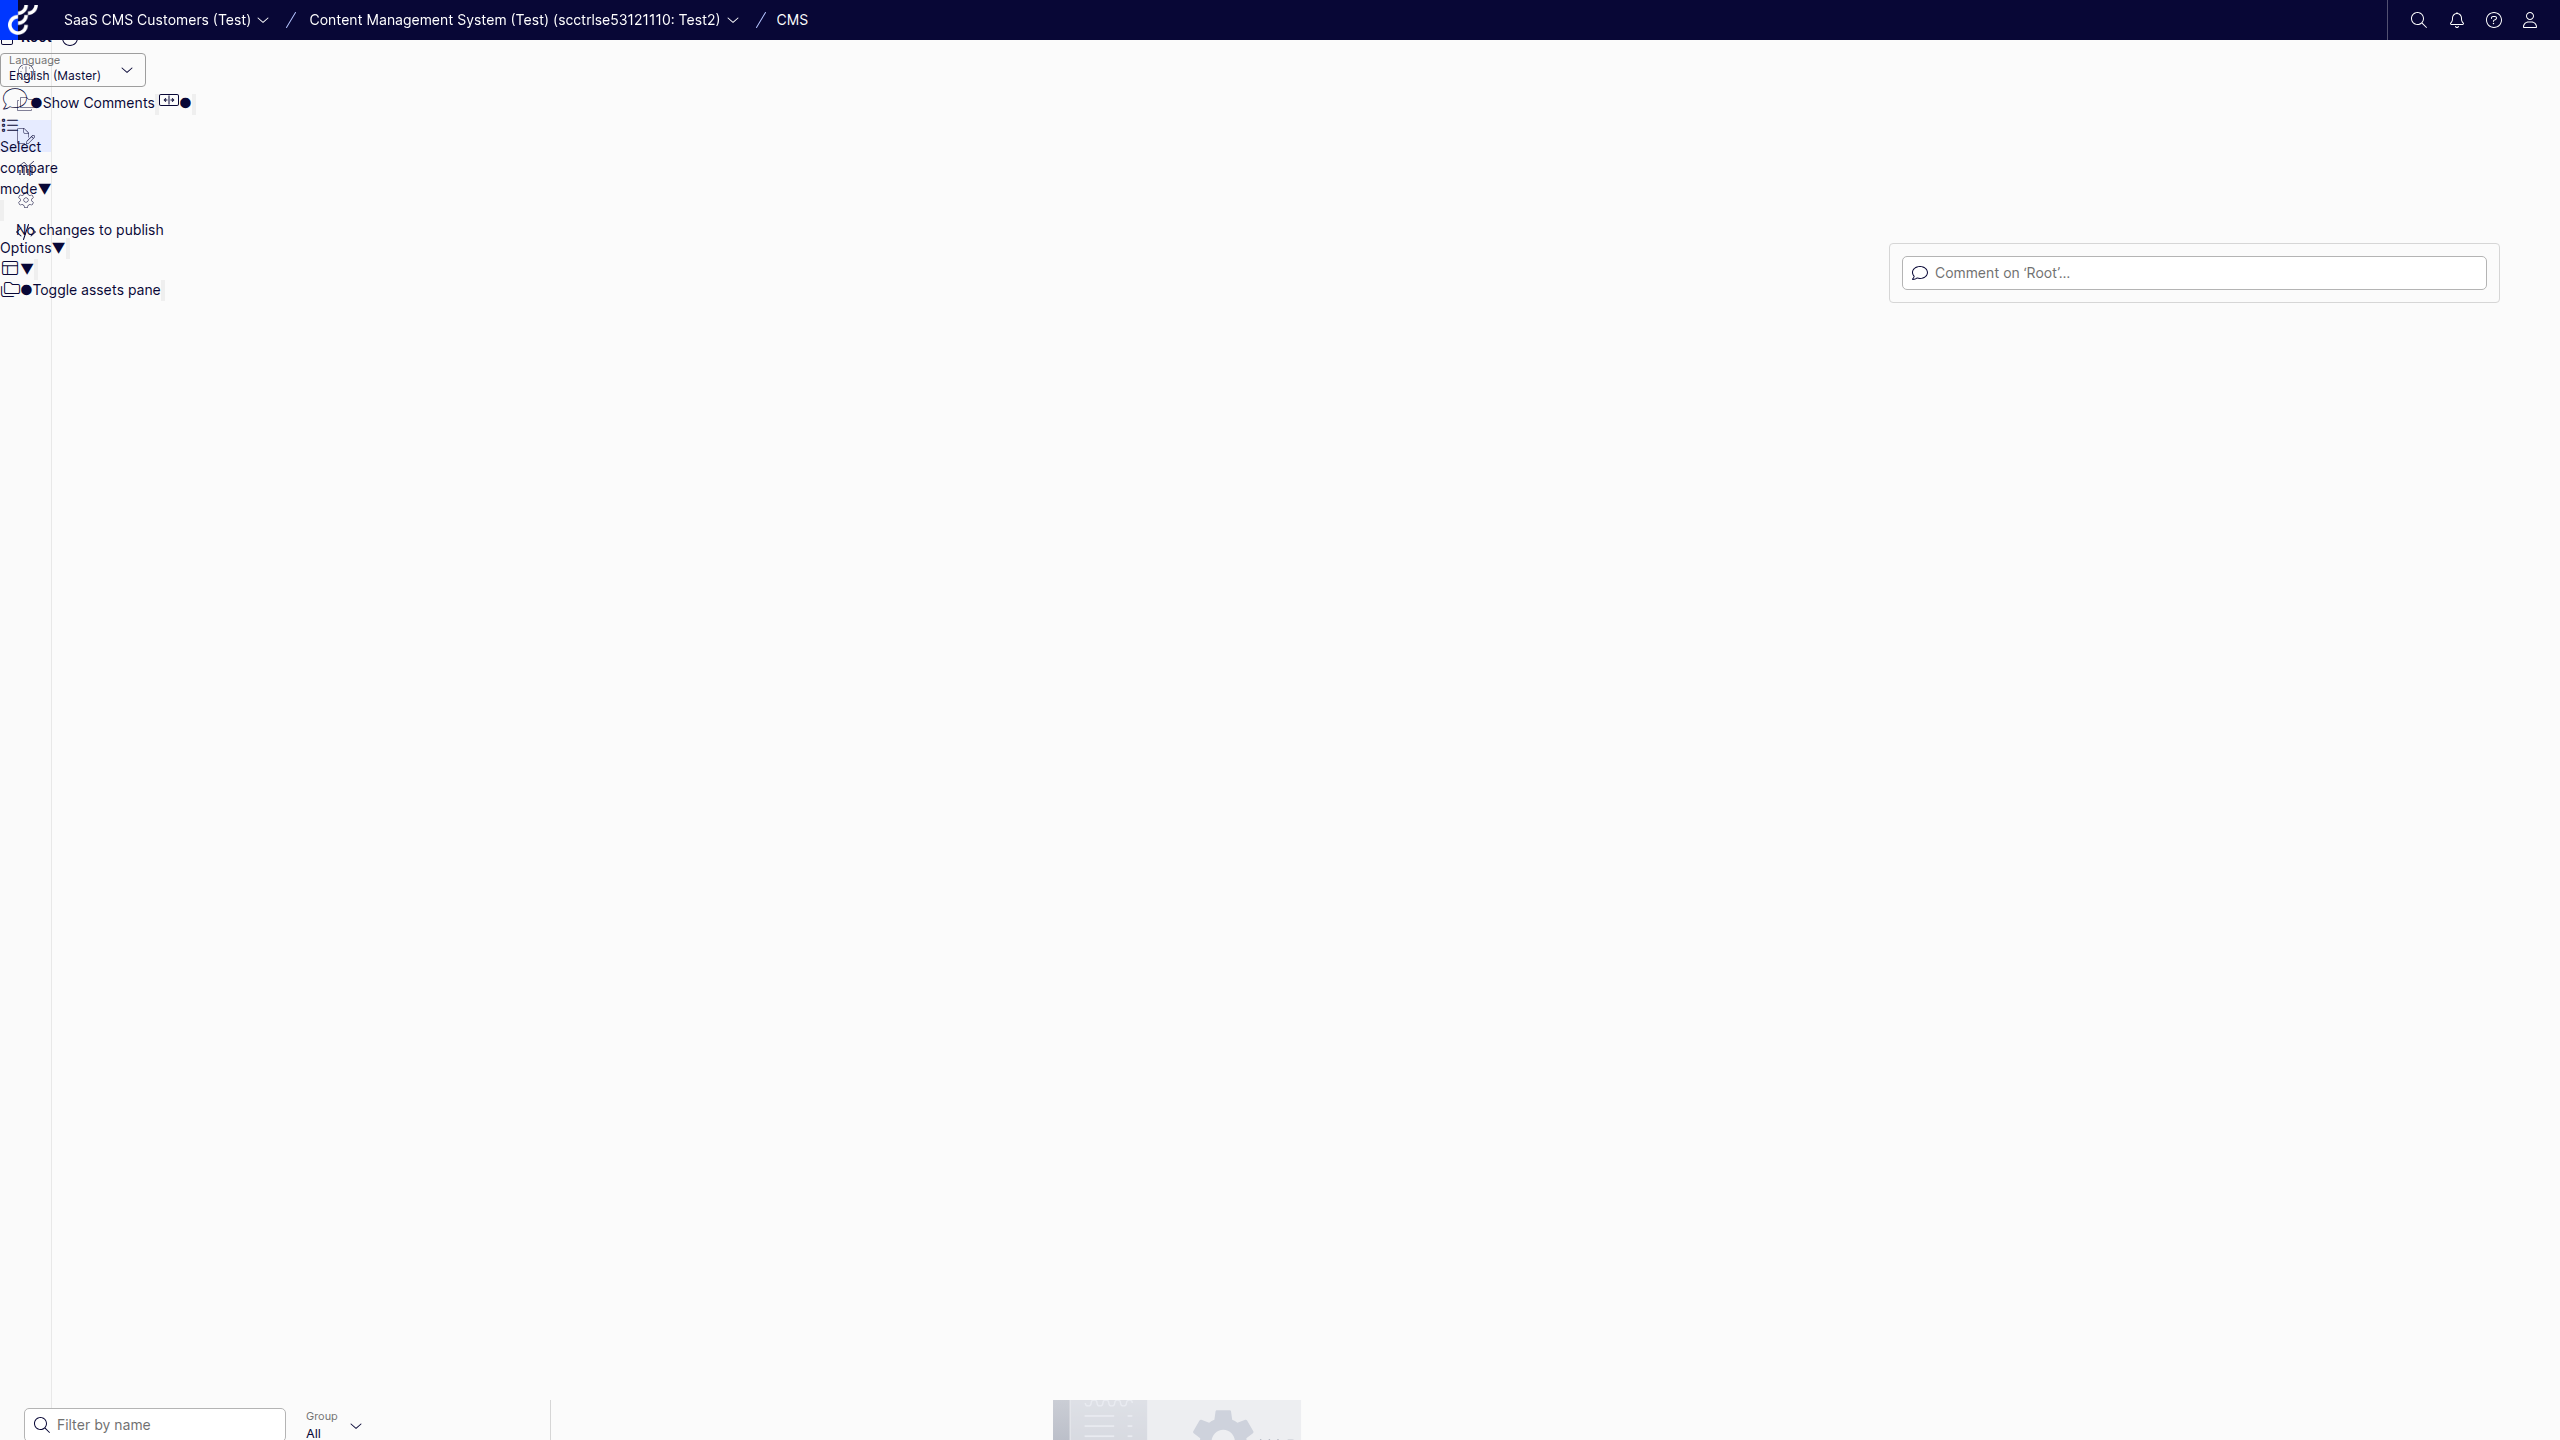 SaaS CMS Customers (Test) / Content Management System (Test) (scctrlse53121110: Test2) / CMS
Root
Language
English (Master)
Show Comments
Select
compare
mode▼
No changes to publish
Options▼
▼
Toggle assets pane
Comment on ‘Root’...
Filter by name
Group
All